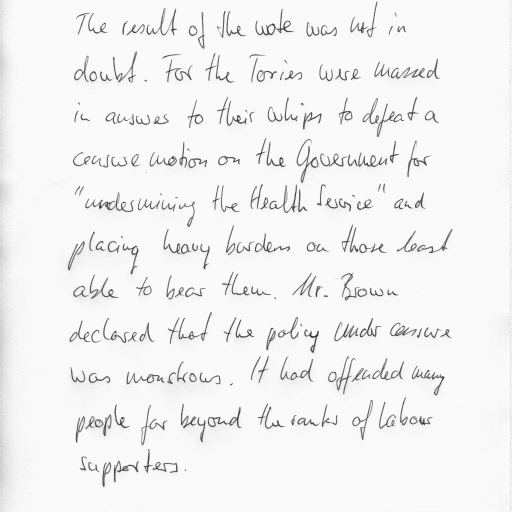 The result of the vote was not in
doubt. For the Tories were massed
in answer to their whips to defeat a
censure motion on the Government for
"undermining the Health Service" and
placing heavy burdens on those least
able to bear them. Mr. Brown
declared that the policy under censure
was monstrous. It had offended many
people far beyond the ranks of Labour
supporters.